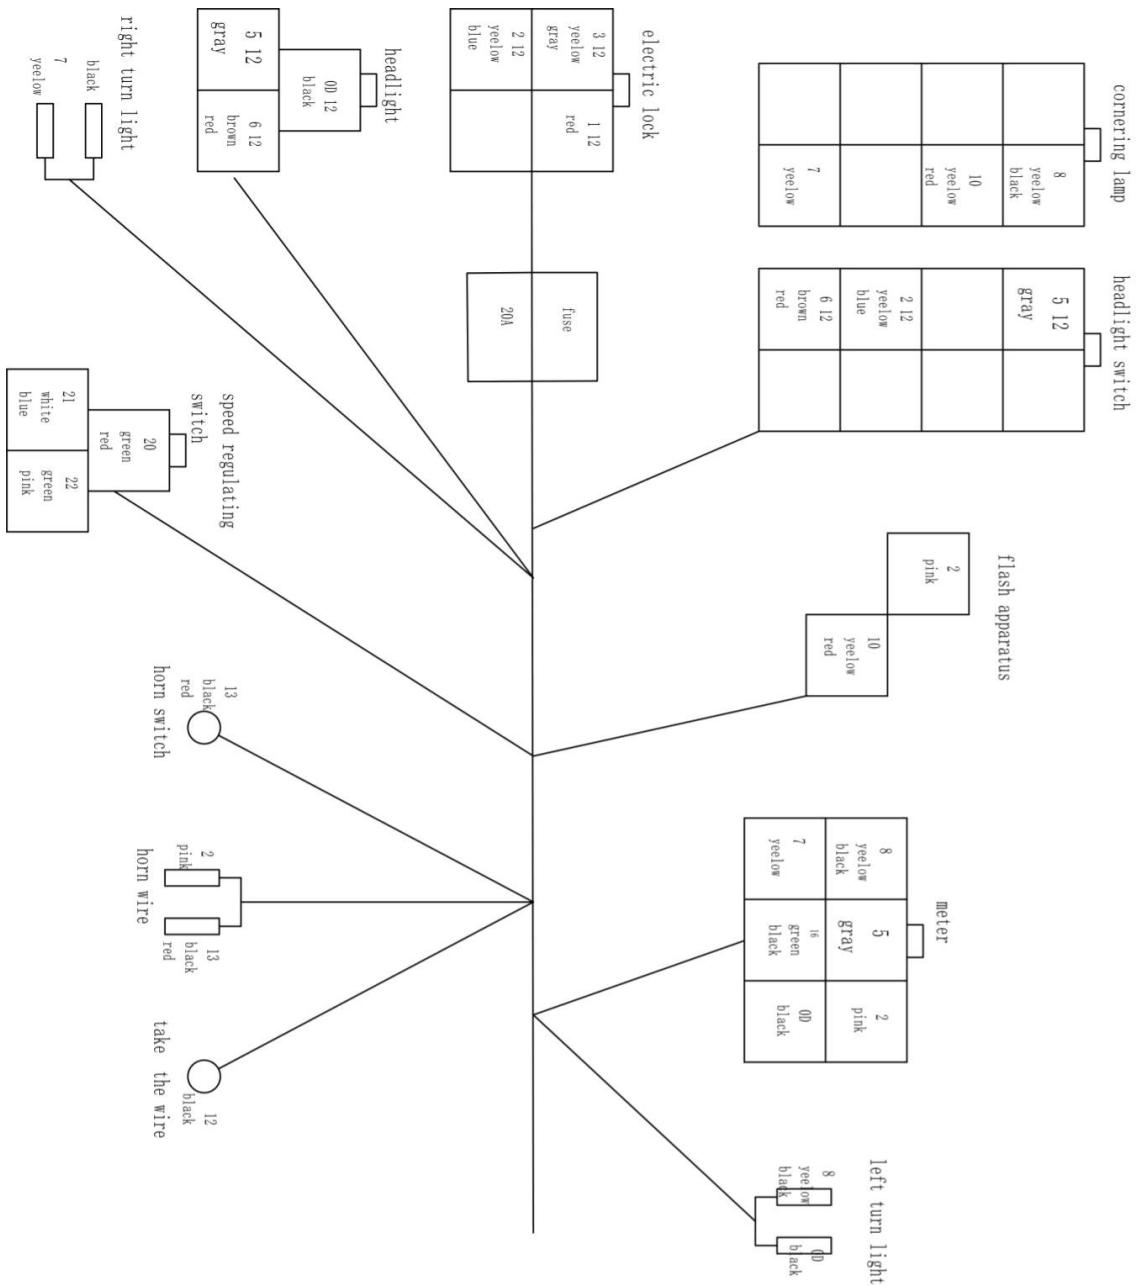 cornering lamp
8
yeelow
black
10
yeelow
red
7
yeelow
headlight switch
5 12
gray
2 12
yeelow
blue
6 12
brown
red
flash apparatus
2
pink
10
yeelow
red
meter
8
yeelow
black
5
gray
2
pink
7
yeelow
16
green
black
0D
black
left turn light
8
yeelow
black
0D
black
electric lock
3 12
yeelow
gray
1 12
red
2 12
yeelow
blue
fuse
20A
headlight
0D 12
black
5 12
gray
6 12
brown
red
right turn light
black
7
yeelow
speed regulating
switch
20
green
red
21
white
blue
22
green
pink
13
black
red
horn switch
2
pink
13
black
red
horn wire
12
black
take the wire